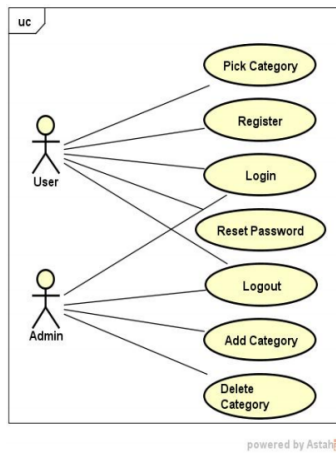 uc
Pick Category
Register
User
Login
Reset Password
Admin
Logout
Add Category
Delete
Category
powered by Astah